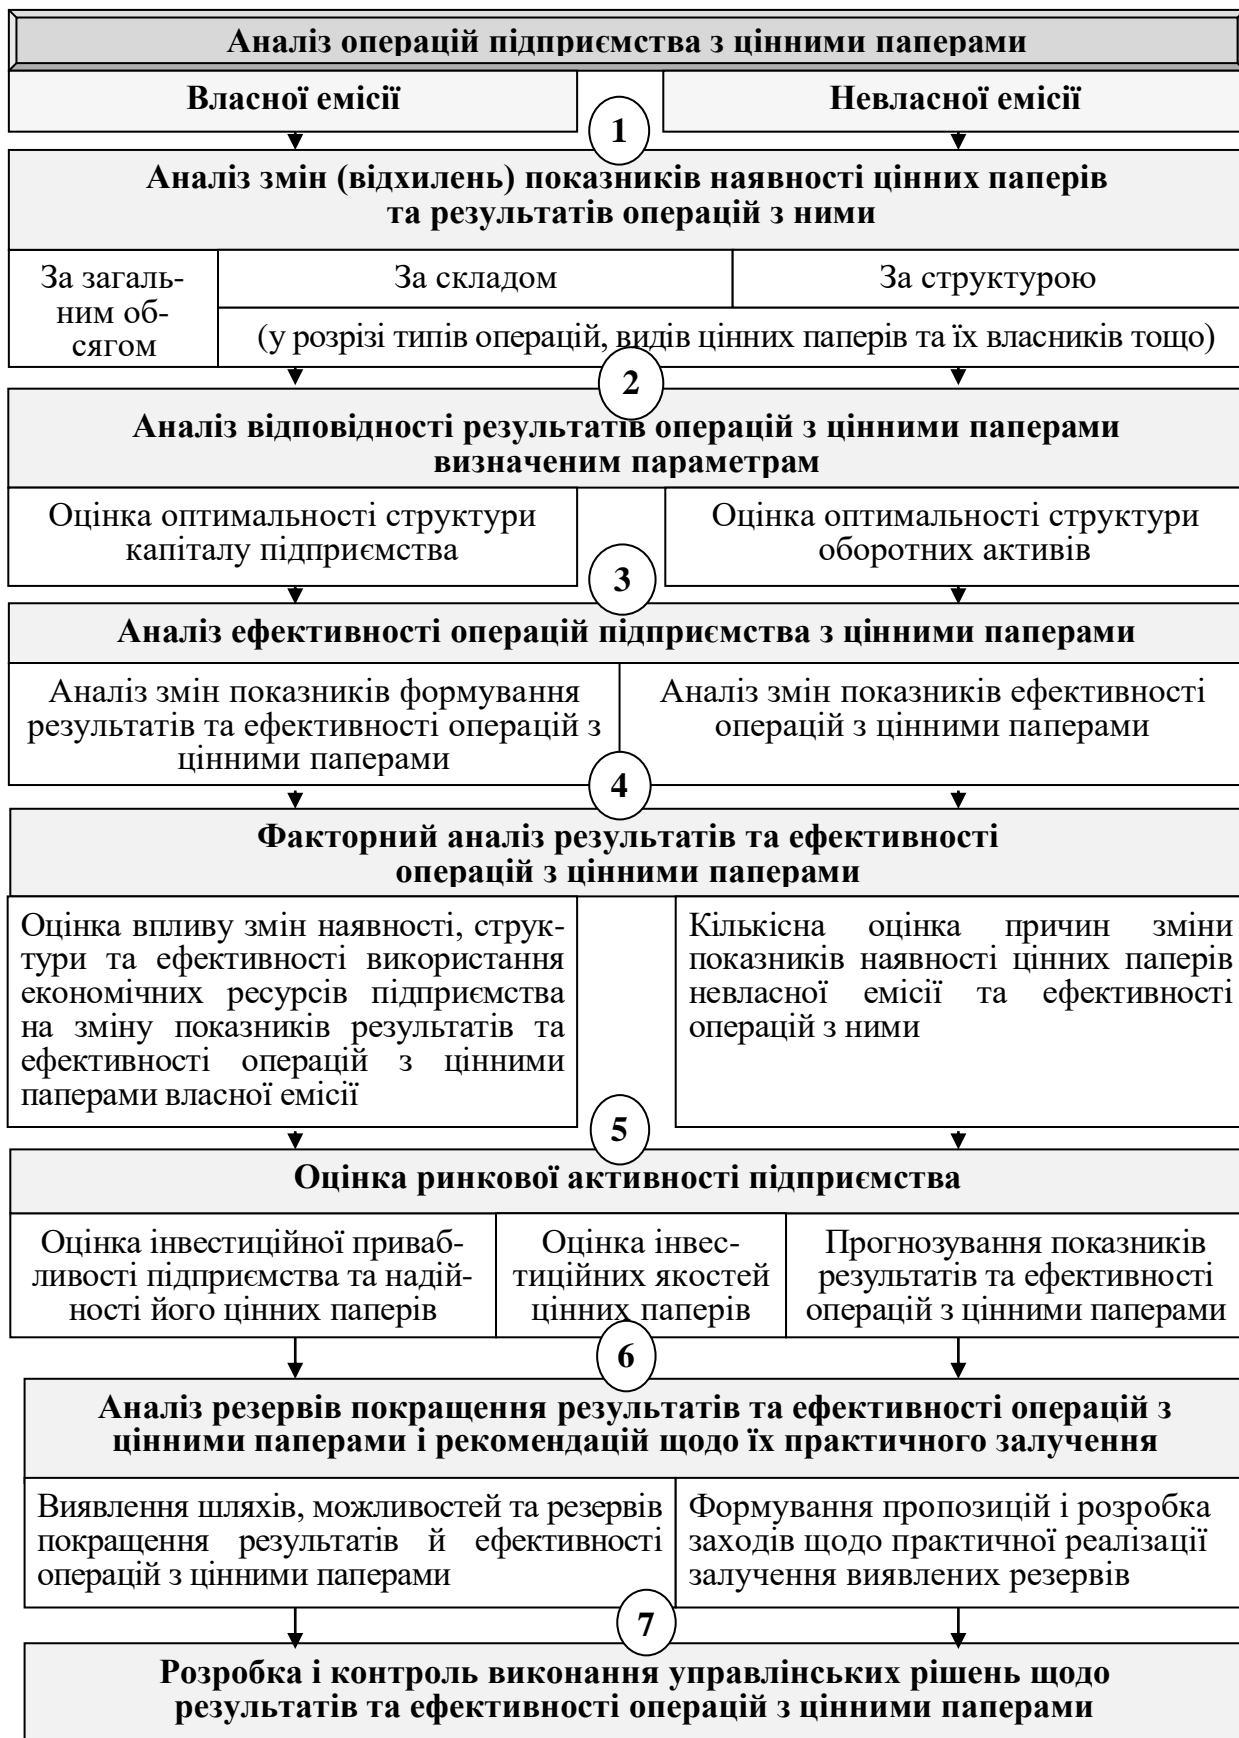 Аналіз операцій підприємства з цінними паперами
Власної емісії
Невласної емісії
1
Аналіз змін (відхилень) показників наявності цінних паперів
та результатів операцій з ними
За загаль-
ним об-
сягом
За складом
За структурою
(у розрізі типів операцій, видів цінних паперів та їх власників тощо)
2
Аналіз відповідності результатів операцій з цінними паперами
визначеним параметрам
Оцінка оптимальності структури
капіталу підприємства
Оцінка оптимальності структури
оборотних активів
3
Аналіз ефективності операцій підприємства з цінними паперами
Аналіз змін показників формування
результатів та ефективності операцій з
цінними паперами
Аналіз змін показників ефективності
операцій з цінними паперами
4
Факторний аналіз результатів та ефективності
операцій з цінними паперами
Оцінка впливу змін наявності, струк-
тури та ефективності використання
економічних ресурсів підприємства
на зміну показників результатів та
ефективності операцій з цінними
паперами власної емісії
Кількісна оцінка причин зміни
показників наявності цінних паперів
невласної емісії та ефективності
операцій з ними
5
Оцінка ринкової активності підприємства
Оцінка інвестиційної приваб-
ливості підприємства та надій-
ності його цінних паперів
Оцінка інвес-
тиційних якостей
цінних паперів
Прогнозування показників
результатів та ефективності
операцій з цінними паперами
6
Аналіз резервів покращення результатів та ефективності операцій з
цінними паперами і рекомендацій щодо їх практичного залучення
Виявлення шляхів, можливостей та резервів
покращення результатів й ефективності
операцій з цінними паперами
Формування пропозицій і розробка
заходів щодо практичної реалізації
залучення виявлених резервів
7
Розробка і контроль виконання управлінських рішень щодо
результатів та ефективності операцій з цінними паперами